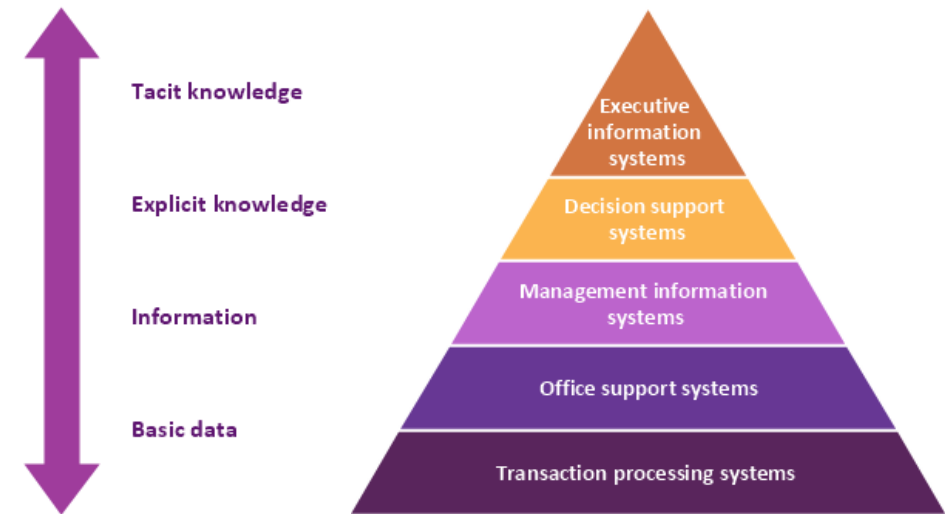 Tacit knowledge
Explicit knowledge
Information
Basic data
Executive
information
systems
Decision support
systems
Management information
systems
Office support systems
Transaction processing systems